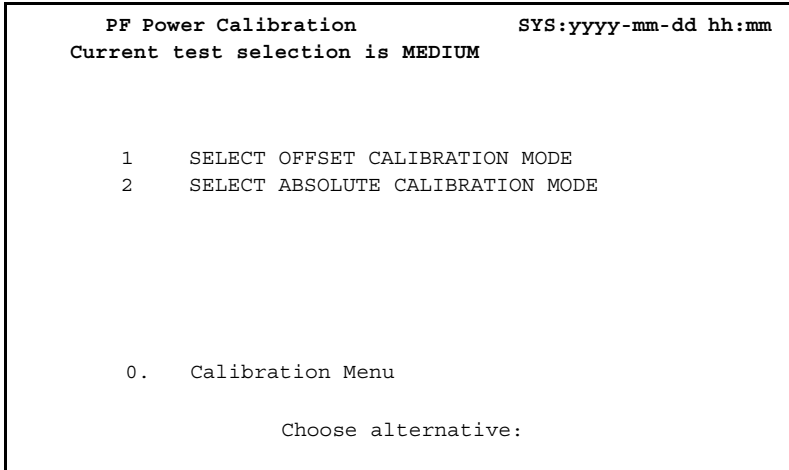 PF Power Calibration SYS:yyyy-mm-dd hh:mm
Current test selection is MEDIUM
1 SELECT OFFSET CALIBRATION MODE
2 SELECT ABSOLUTE CALIBRATION MODE
0. Calibration Menu
Choose alternative: